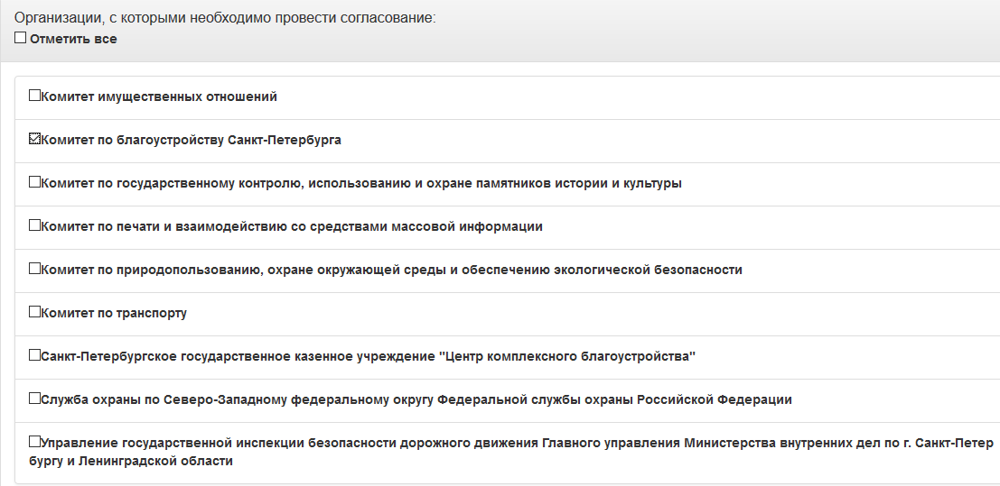 Организации, с которыми необходимо провести согласование:
Отметить все
Комитет имущественных отношений
Комитет по благоустройству Санкт-Петербурга
Комитет по государственному контролю, использованию и охране памятников истории и культуры
Комитет по печати и взаимодействию со средствами массовой информации
Комитет по природопользованию, охране окружающей среды и обеспечению экологической безопасности
Комитет по транспорту
Санкт-Петербургское государственное казенное учреждение "Центр комплексного благоустройства"
Служба охраны по Северо-Западному федеральному округу Федеральной службы охраны Российской Федерации
Управление государственной инспекции безопасности дорожного движения Главного управления Министерства внутренних дел по г. Санкт-Петер
бургу и Ленинградской области